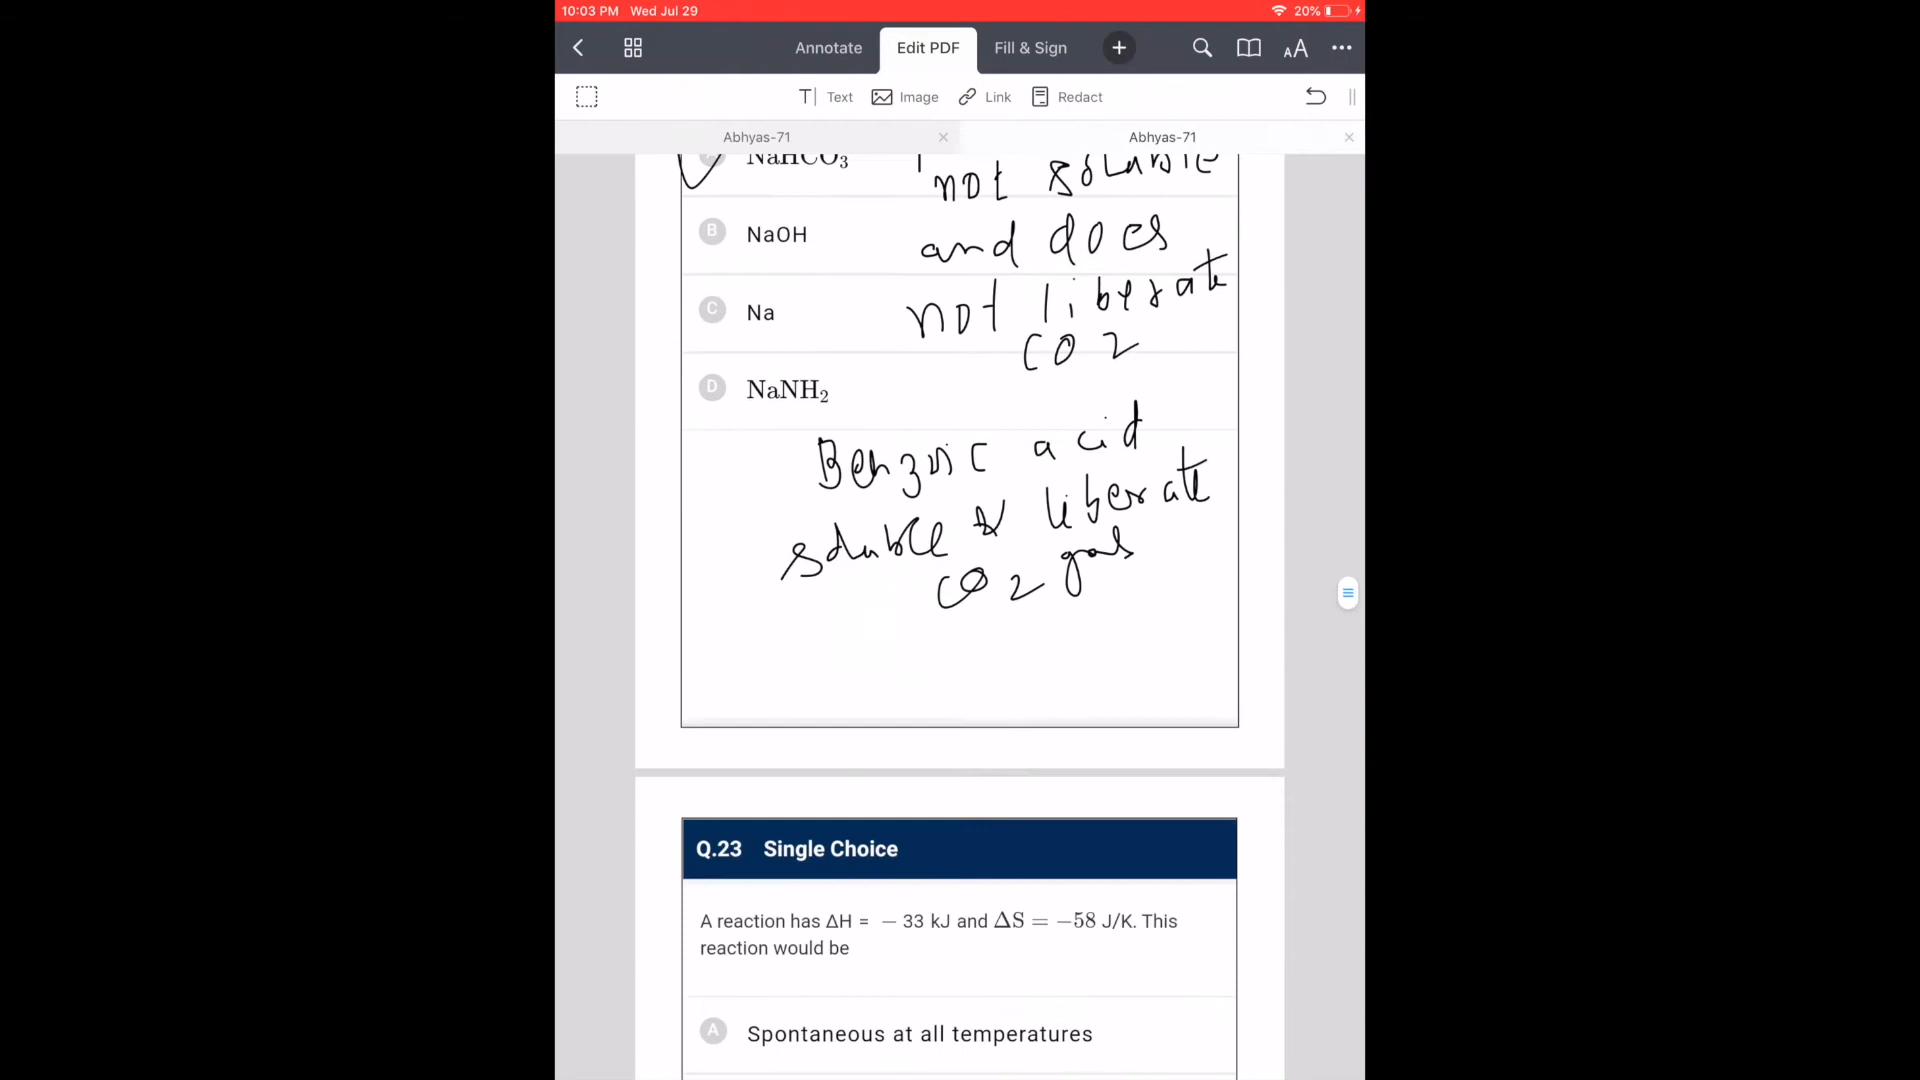 10:03 PM Wed Jul 29
20%
Annotate
Edit PDF
Fill & Sign
AA
Text
Image
Link
Redact
Abhyas-71
Abhyas-71
A NaHCO₃
not soluble
B NaOH
and does
C Na
not liberate
CO2
D NaNH₂
Benzoic acid
soluble & liberate
CO2 gas
Q.23 Single Choice
A reaction has ΔH = − 33 kJ and ΔS = −58 J/K. This
reaction would be
A Spontaneous at all temperatures